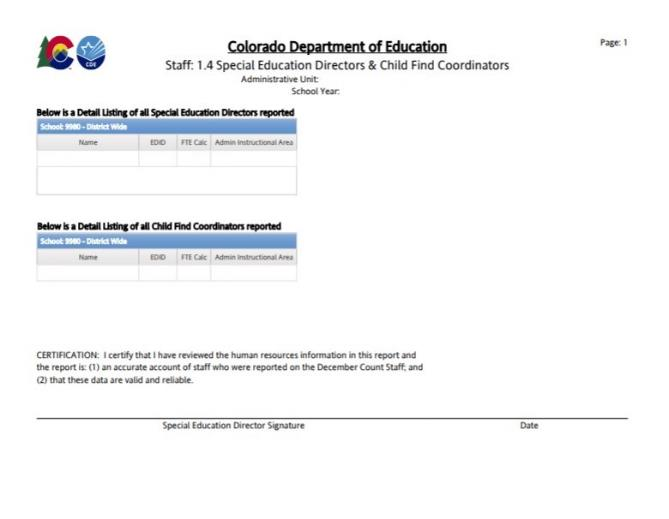 Colorado Department of Education
Page: 1
Staff: 1.4 Special Education Directors & Child Find Coordinators
Administrative Unit:
School Year:
Below is a Detail Listing of all Special Education Directors reported
School: 9980 - District Wide
Name EDID FTE Calc Admin Instructional Area
Below is a Detail Listing of all Child Find Coordinators reported
School: 9980 - District Wide
Name EDID FTE Calc Admin Instructional Area
CERTIFICATION: I certify that I have reviewed the human resources information in this report and
the report is: (1) an accurate account of staff who were reported on the December Count Staff; and
(2) that these data are valid and reliable.
Special Education Director Signature Date
CDE